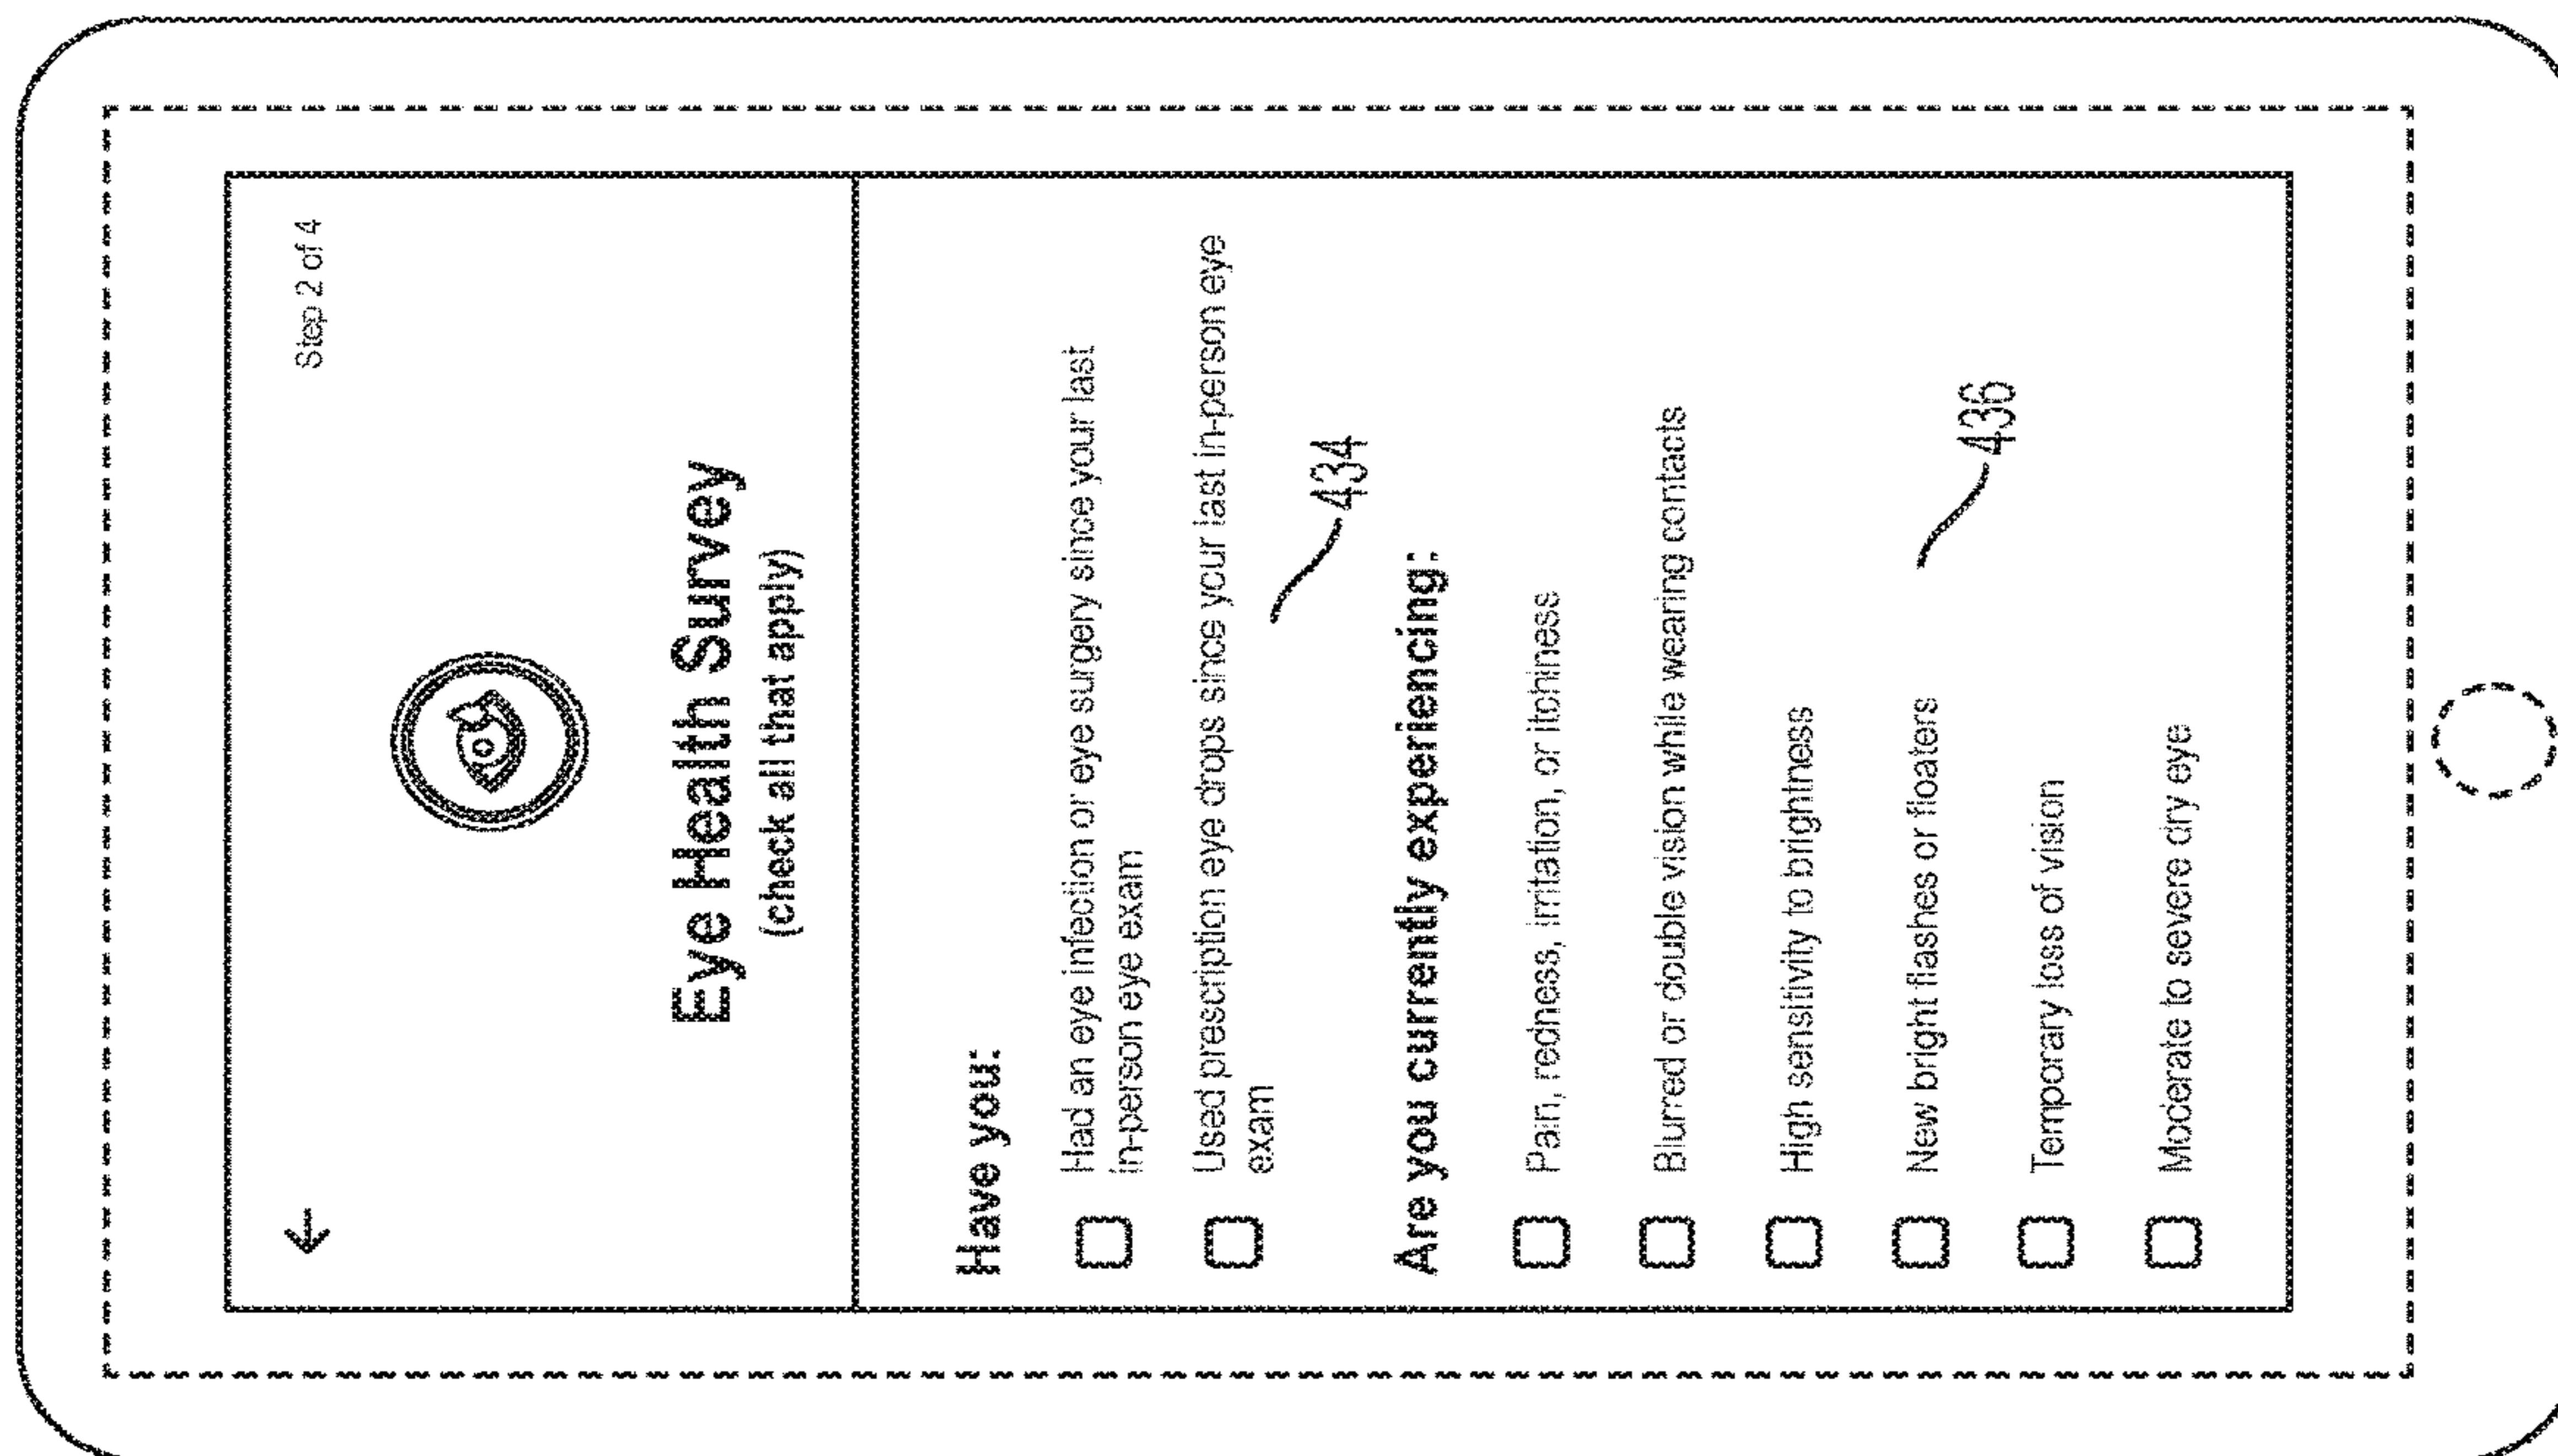 Step 2 of 4
Eye Health Survey
(check all that apply)
Have you:
Had an eye infection or eye surgery since your last
in-person eye exam
Used prescription eye drops since your last in-person eye
exam
434
Are you currently experiencing:
Pain, redness, irritation, or itchiness
Blurred or double vision while wearing contacts
High sensitivity to brightness
New bright flashes or floaters
436
Temporary loss of vision
Moderate to severe dry eye